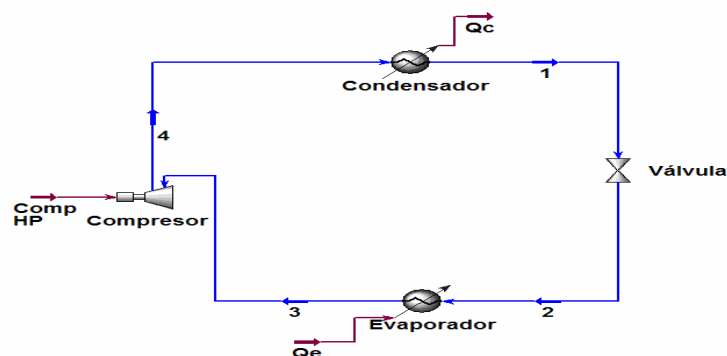 Qc
Condensador
1
4
Válvula
Comp
HP
Compresor
3
2
Evaporador
Qe